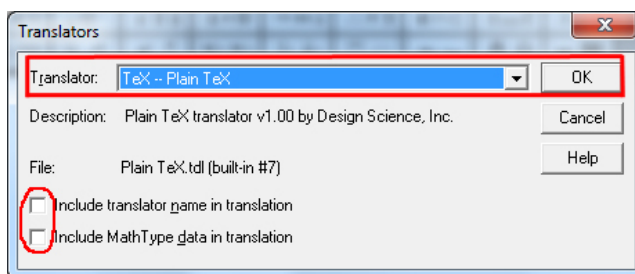 Translators
Translator: TeX -- Plain TeX OK
Description: Plain TeX translator v1.00 by Design Science, Inc. Cancel
Help
File: Plain TeX.tdl (built-in #7)
Include translator name in translation
Include MathType data in translation